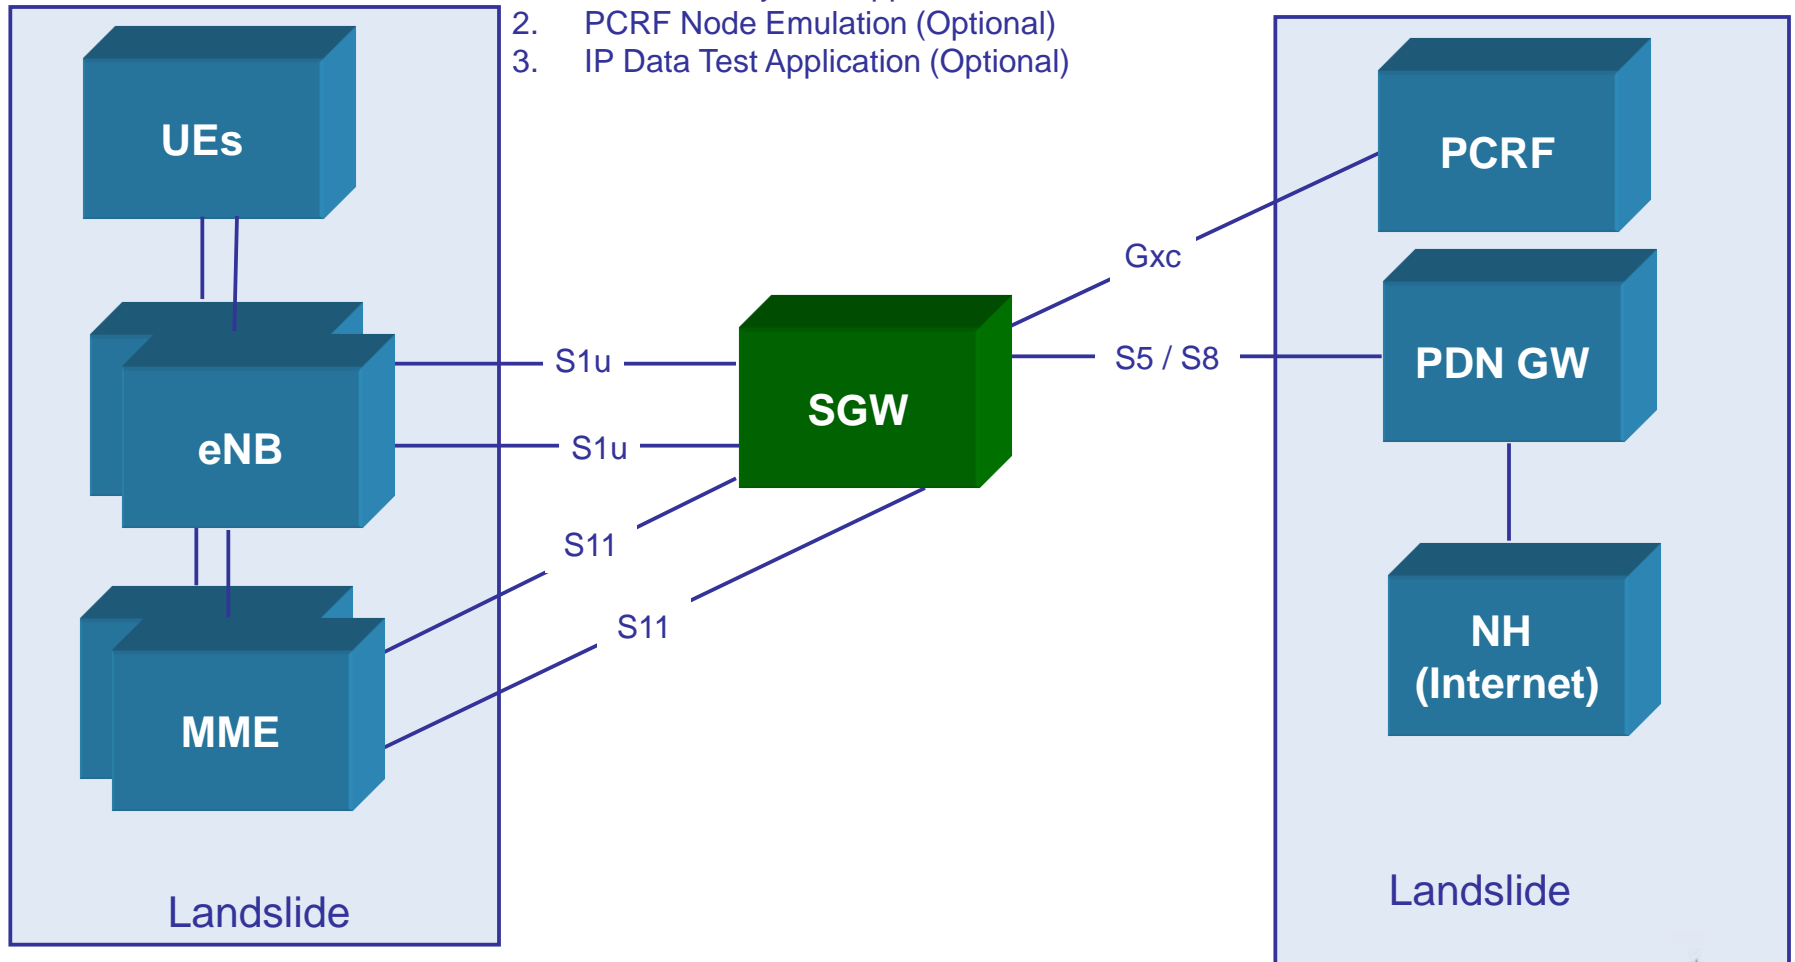 2. PCRF Node Emulation (Optional)
3. IP Data Test Application (Optional)
UEs
eNB
MME
Landslide
S1u
S1u
S11
S11
SGW
Gxc
S5 / S8
PCRF
PDN GW
NH
(Internet)
Landslide